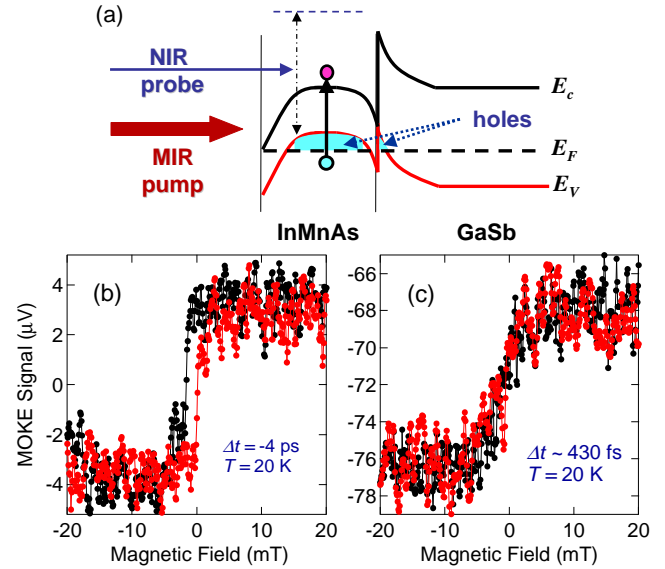 (a)
NIR
probe
MIR
pump
holes
E_c
E_F
E_V
InMnAs
GaSb
(b)
MOKE Signal (μV)
4
2
0
-2
-4
Δt = -4 ps
T = 20 K
-20 -10 0 10 20
Magnetic Field (mT)
(c)
-66
-68
-70
-72
-74
-76
-78
Δt ~ 430 fs
T = 20 K
-20 -10 0 10 20
Magnetic Field (mT)